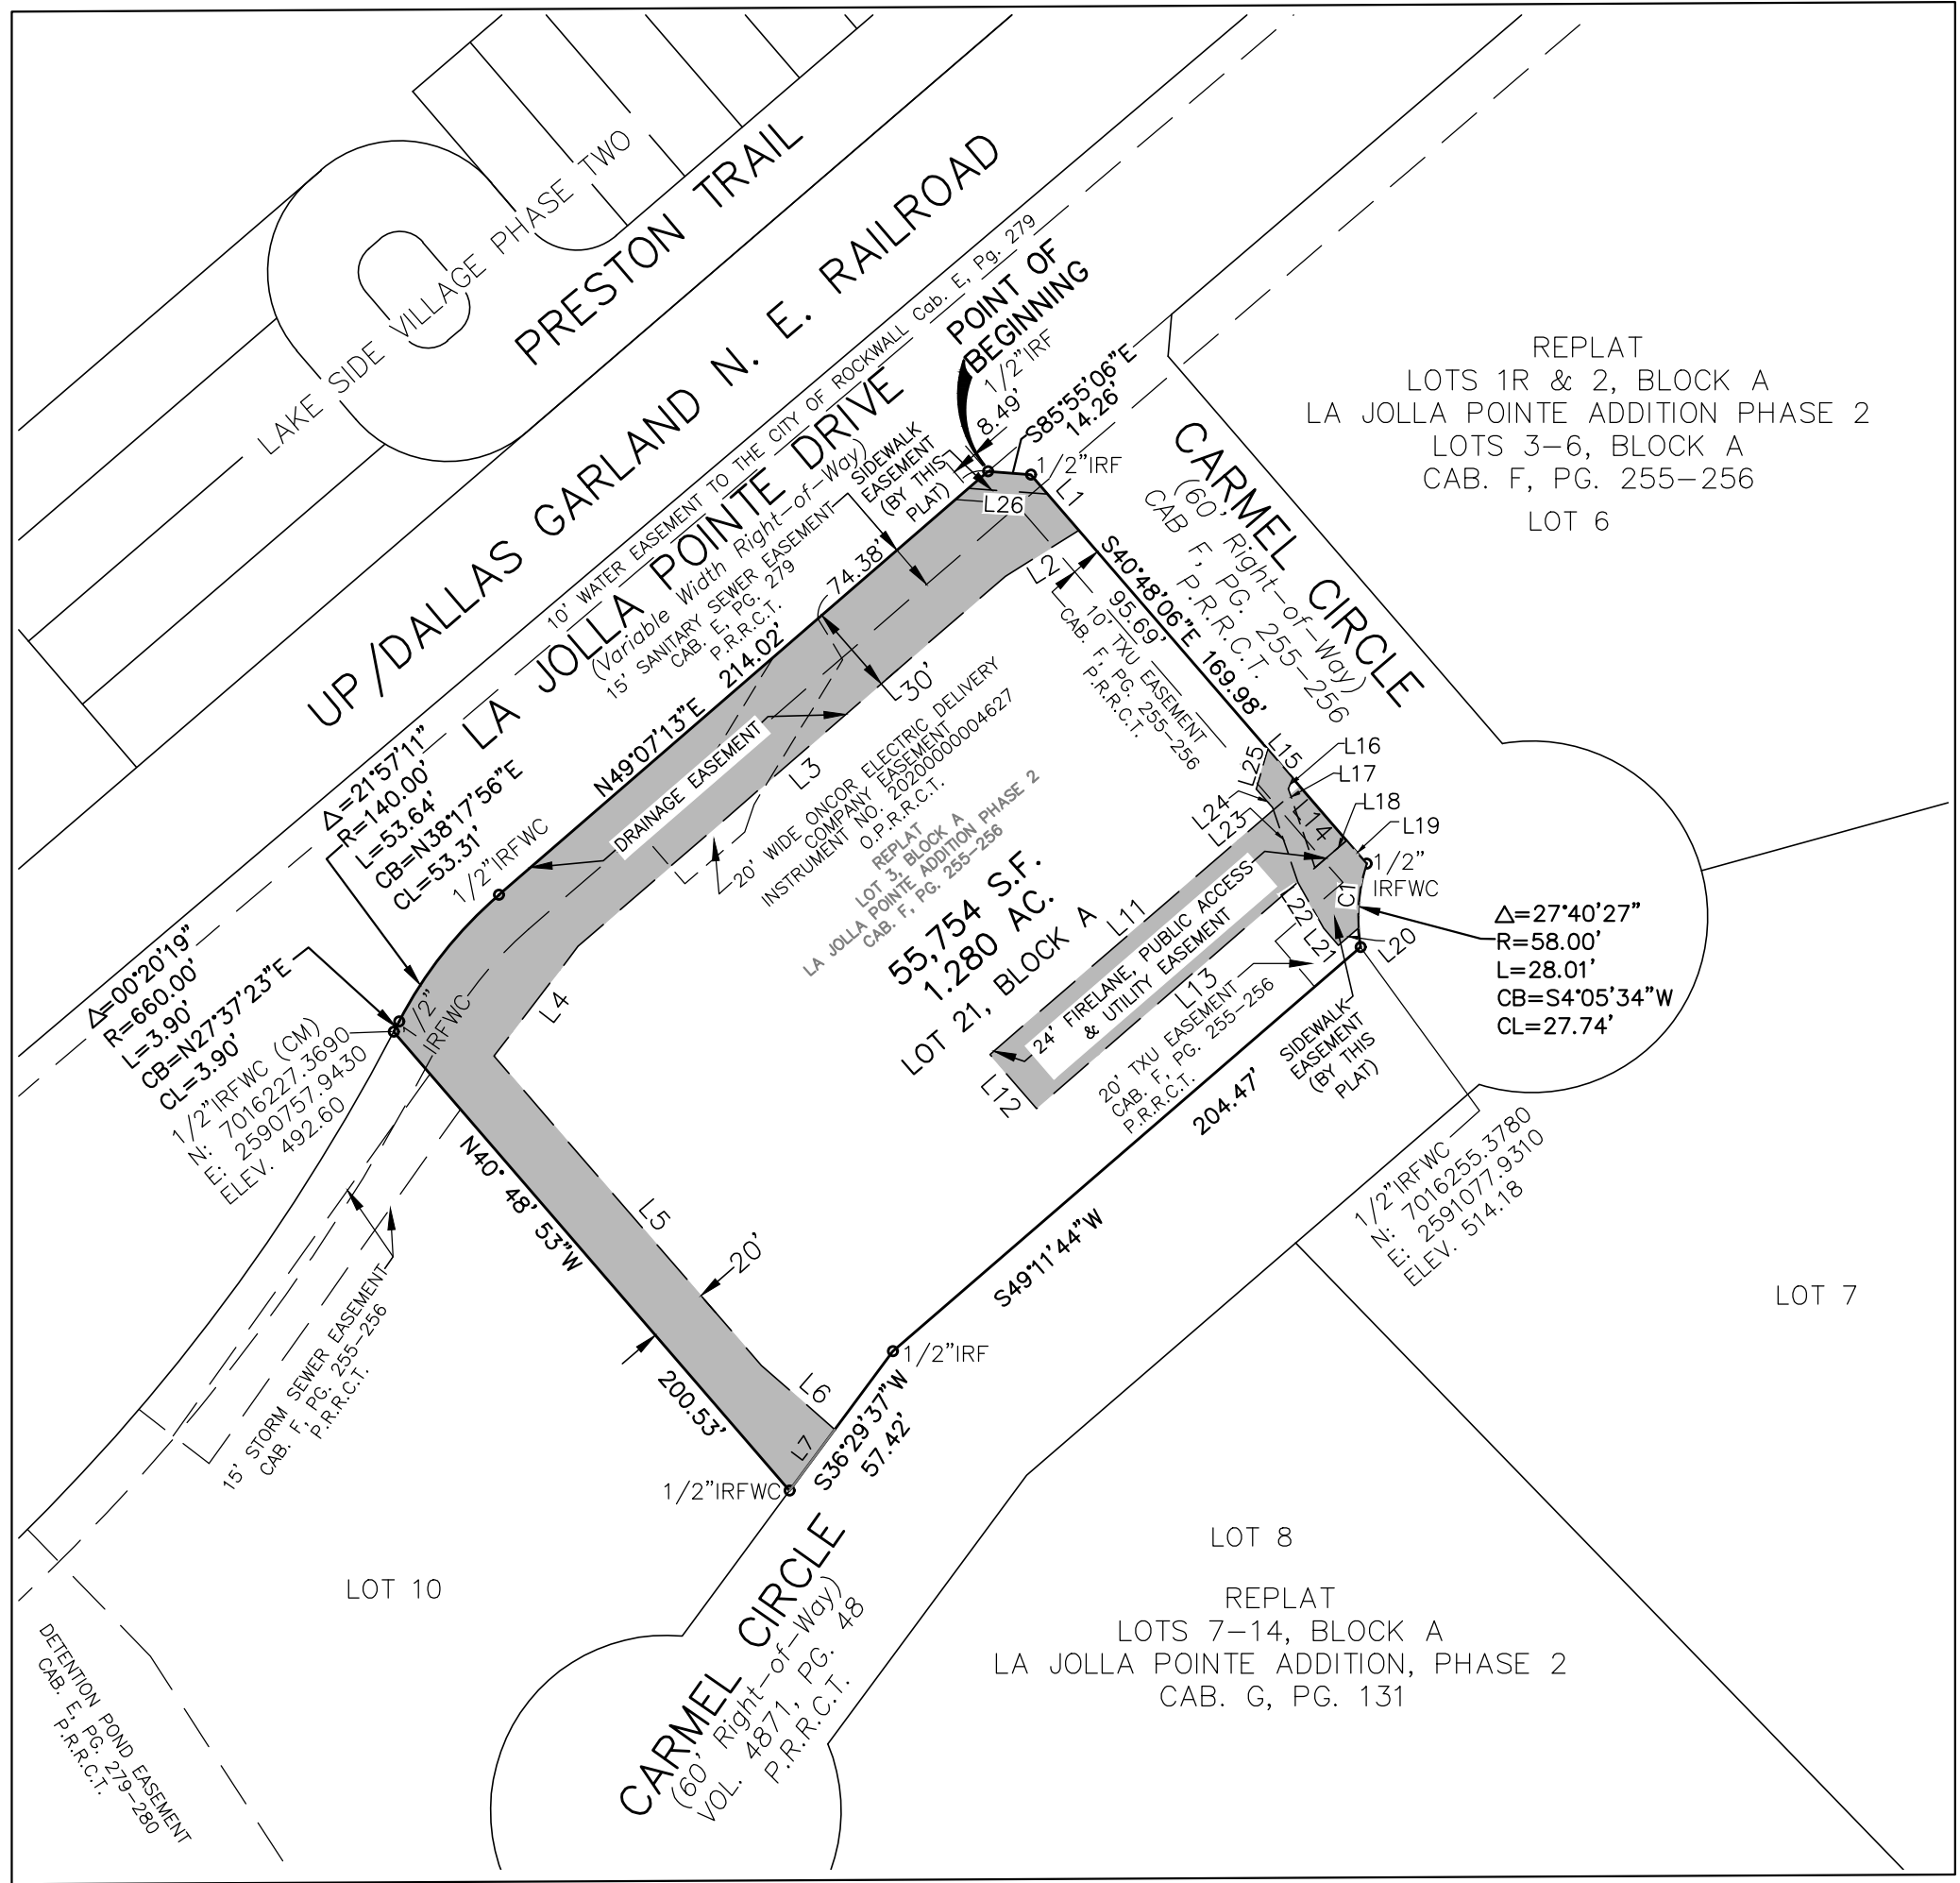 LAKE SIDE VILLAGE PHASE TWO
PRESTON TRAIL
UP/DALLAS GARLAND N. E. RAILROAD
10' WATER EASEMENT TO THE CITY OF ROCKWALL Cab. E, Pg. 279
LA JOLLA POINTE DRIVE
(Variable Width Right-of-Way)
15' SANITARY SEWER EASEMENT
CAB. E, PG. 279
P.R.R.C.T.
SIDEWALK
EASEMENT
(BY THIS
PLAT)
POINT OF
BEGINNING
1/2"IRF
8.49'
S85°55'06"E
14.26'
1/2"IRF
L1
L26
L2
74.38'
N49°07'13"E 214.02'
30'
DRAINAGE EASEMENT
L3
REPLAT
LOTS 1R & 2, BLOCK A
LA JOLLA POINTE ADDITION PHASE 2
LOTS 3-6, BLOCK A
CAB. F, PG. 255-256
LOT 6
CARMEL CIRCLE
(60' Right-of-Way)
CAB F, PG. 255-256
P.R.R.C.T.
S40°48'06"E 169.98'
95.69'
10' TXU EASEMENT
CAB. F, PG. 255-256
P.R.R.C.T.
20' WIDE ONCOR ELECTRIC DELIVERY
COMPANY EASEMENT
INSTRUMENT NO. 20200000004627
O.P.R.R.C.T.
REPLAT
LOT 3, BLOCK A
LA JOLLA POINTE ADDITION PHASE 2
CAB. F, PG. 255-256
55,754 S.F.
1.280 AC.
LOT 21, BLOCK A
Δ=21°57'11"
R=140.00'
L=53.64'
CB=N38°17'56"E
CL=53.31'
1/2"IRFWC
Δ=00°20'19"
R=660.00'
L=3.90'
CB=N27°37'23"E
CL=3.90'
1/2"IRFWC (CM)
N: 7016227.3690
E: 2590757.9430
ELEV. 492.60
1/2"
IRFWC
L4
L5
L25
L15
L16
L17
L18
L19
L24
L23
L14
L22
L21
L20
C1
1/2"
IRFWC
Δ=27°40'27"
R=58.00'
L=28.01'
CB=S4°05'34"W
CL=27.74'
L11
24' FIRELANE, PUBLIC ACCESS
& UTILITY EASEMENT
L13
L12
20' TXU EASEMENT
CAB. F, PG. 255-256
P.R.R.C.T.
SIDEWALK
EASEMENT
(BY THIS
PLAT)
204.47'
S49°11'44"W
1/2"IRFWC
N: 7016255.3780
E: 2591077.9310
ELEV. 514.18
N40° 48' 53"W
200.53'
20'
L6
L7
1/2"IRF
S36°29'37"W
57.42'
1/2"IRFWC
15' STORM SEWER EASEMENT
CAB. F, PG. 255-256
P.R.R.C.T.
LOT 7
LOT 8
REPLAT
LOTS 7-14, BLOCK A
LA JOLLA POINTE ADDITION, PHASE 2
CAB. G, PG. 131
LOT 10
CARMEL CIRCLE
(60' Right-of-Way)
VOL. 4871, PG. 48
P.R.R.C.T.
DETENTION POND EASEMENT
CAB. E, PG. 279-280
P.R.R.C.T.